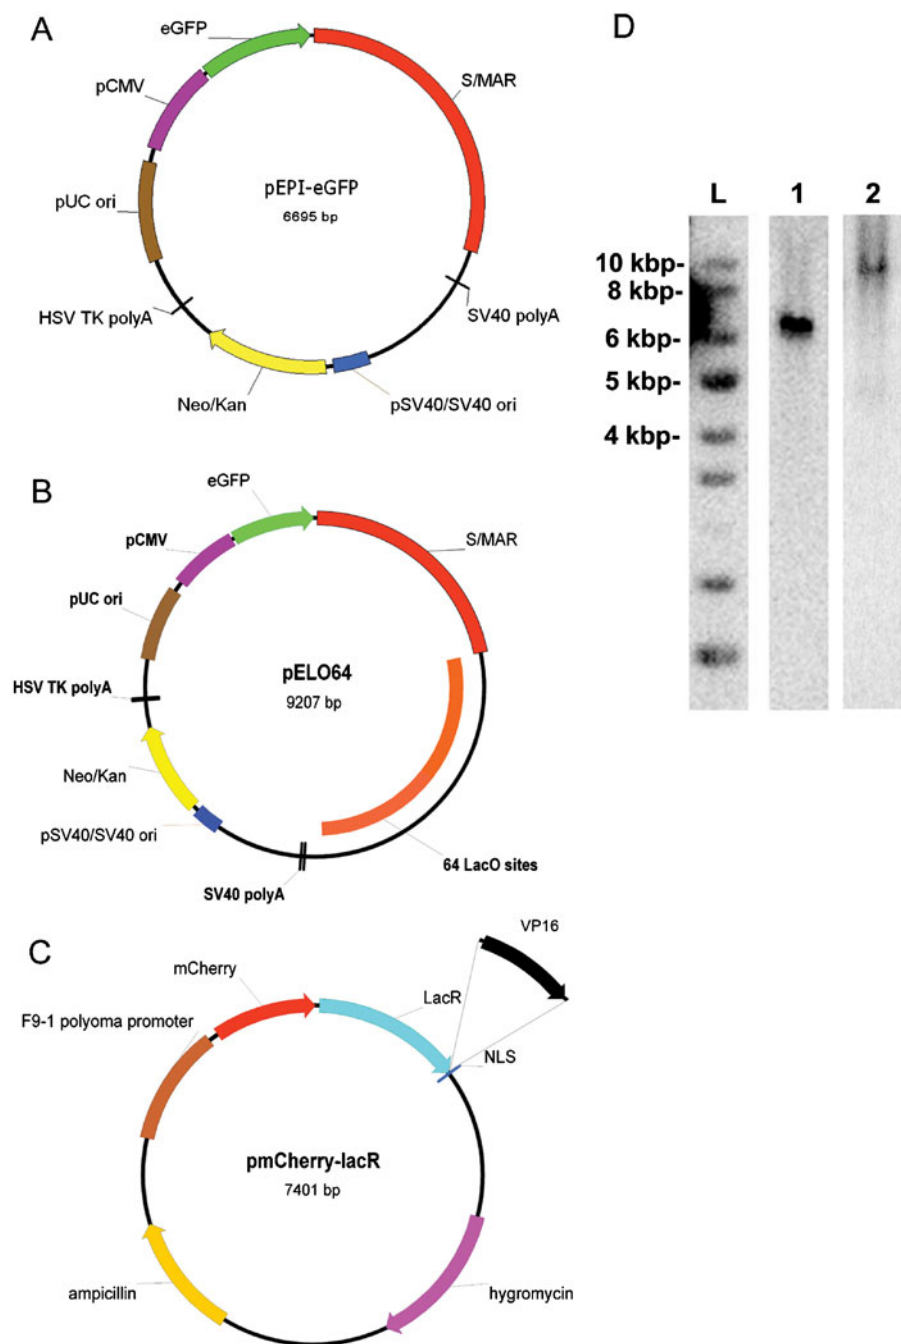 A
eGFP
pCMV
S/MAR
pUC ori
pEPI-eGFP
6695 bp
HSV TK polyA
SV40 polyA
Neo/Kan
pSV40/SV40 ori
B
eGFP
pCMV
S/MAR
pUC ori
pELO64
9207 bp
HSV TK polyA
Neo/Kan
pSV40/SV40 ori
64 LacO sites
SV40 polyA
C
VP16
mCherry
LacR
F9-1 polyoma promoter
NLS
pmCherry-lacR
7401 bp
ampicillin
hygromycin
D
L 1 2
10 kbp-
8 kbp-
6 kbp-
5 kbp-
4 kbp-